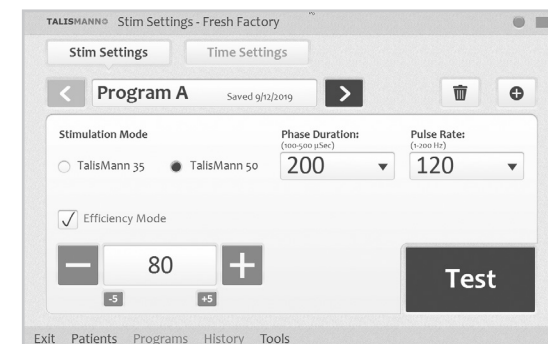 TALISMANN Stim Settings - Fresh Factory
Stim Settings Time Settings
Program A Saved 9/12/2019
Stimulation Mode Phase Duration: Pulse Rate:
(100-500 µSec) (1-200 Hz)
TalisMann 35 TalisMann 50 200 120
Efficiency Mode
80
-5 +5
Test
Exit Patients Programs History Tools